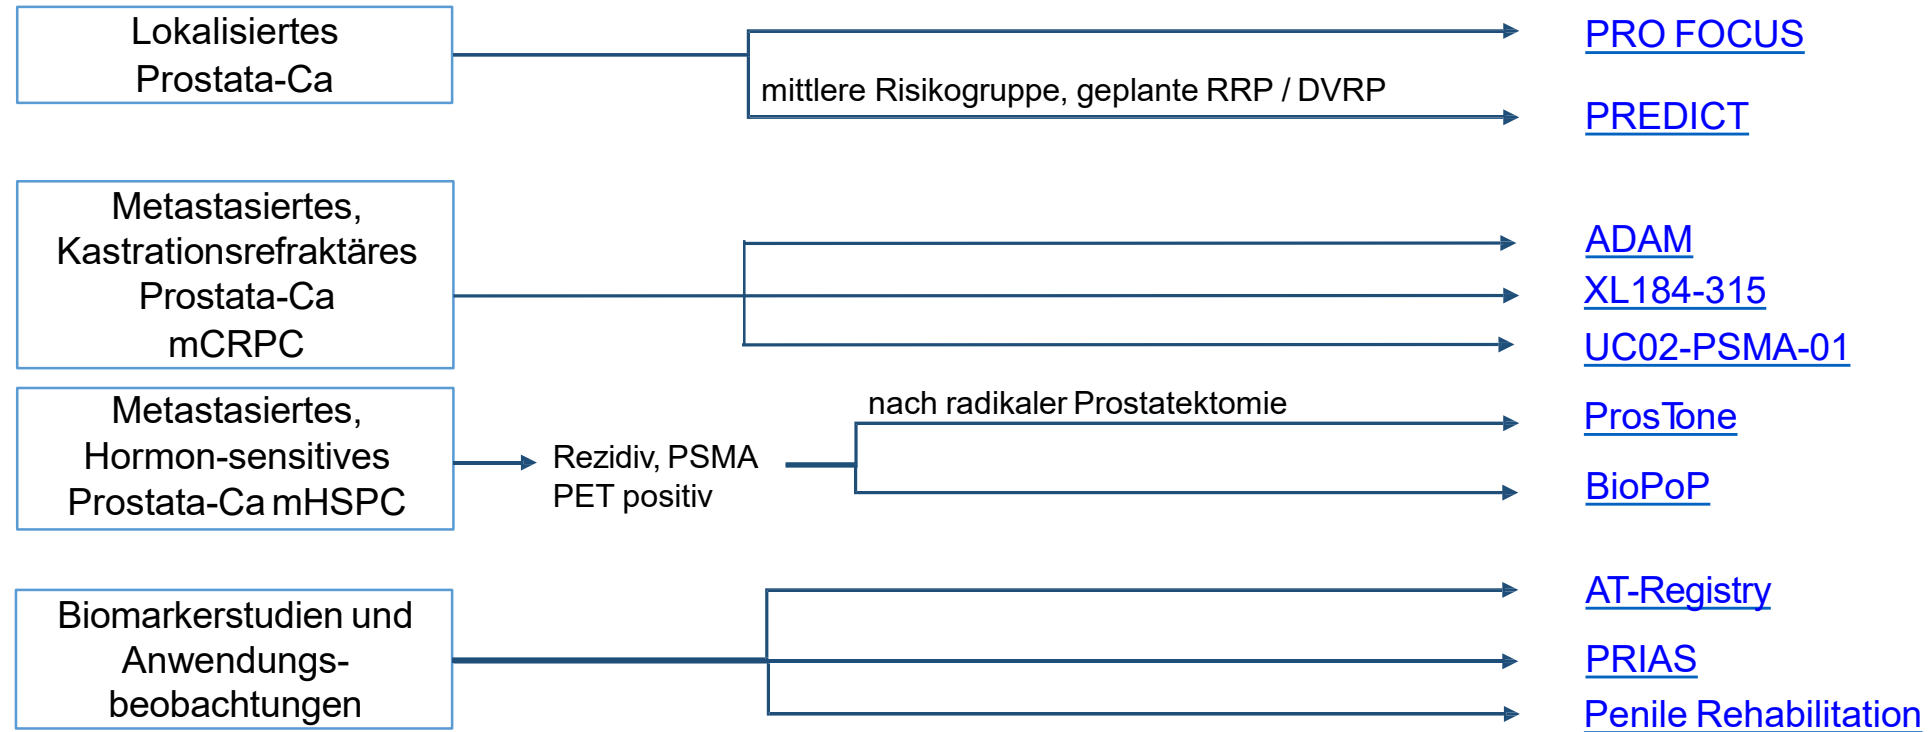 Lokalisiertes
Prostata-Ca
PRO FOCUS
mittlere Risikogruppe, geplante RRP / DVRP
PREDICT
Metastasiertes,
Kastrationsrefraktäres
Prostata-Ca
mCRPC
ADAM
XL184-315
UC02-PSMA-01
Metastasiertes,
Hormon-sensitives
Prostata-Ca mHSPC
Rezidiv, PSMA
PET positiv
nach radikaler Prostatektomie
ProsTone
BioPoP
Biomarkerstudien und
Anwendungs-
beobachtungen
AT-Registry
PRIAS
Penile Rehabilitation